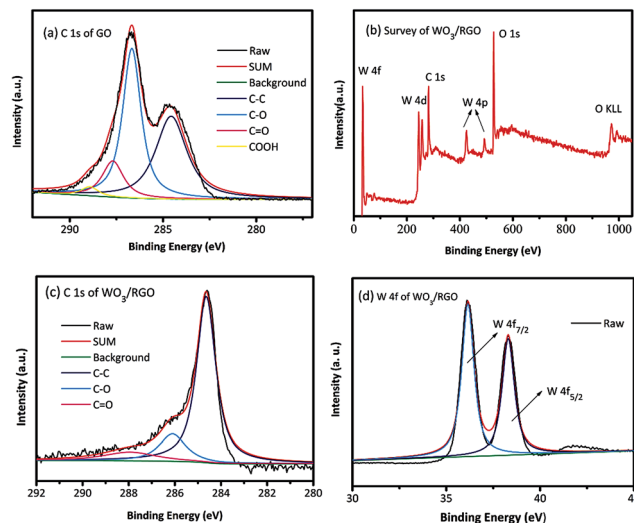 (a) C 1s of GO
Raw
SUM
Background
C-C
C-O
C=O
COOH
Intensity(a.u.)
290 285 280
Binding Energy (eV)
(b) Survey of WO3/RGO
O 1s
W 4f
C 1s
W 4d
W 4p
O KLL
Intensity(a.u.)
0 200 400 600 800 1000
Binding Energy (eV)
(c) C 1s of WO3/RGO
Raw
SUM
Background
C-C
C-O
C=O
Intensity (a.u.)
292 290 288 286 284 282 280
Binding Energy (eV)
(d) W 4f of WO3/RGO
W 4f7/2
Raw
W 4f5/2
Intensity (a. u.)
30 35 40
Binding Energy (eV)